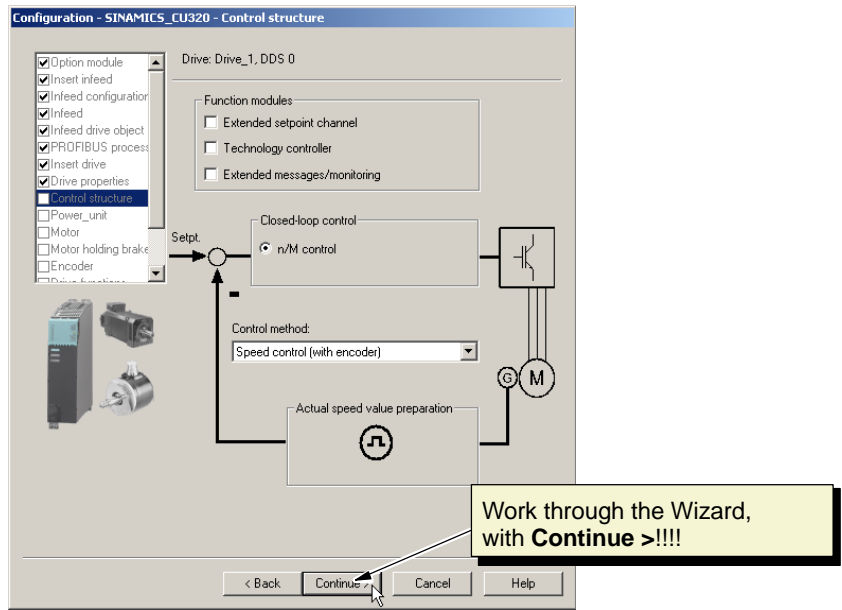 Configuration - SINAMICS_CU320 - Control structure
Option module
Insert infeed
Infeed configuration
Infeed
Infeed drive object
PROFIBUS process
Insert drive
Drive properties
Control structure
Power_unit
Motor
Motor holding brake
Encoder
Drive functions
Drive: Drive_1, DDS 0
Function modules
Extended setpoint channel
Technology controller
Extended messages/monitoring
Setpt.
Closed-loop control
n/M control
Control method:
Speed control (with encoder)
G
M
Actual speed value preparation
Work through the Wizard,
with Continue >!!!!
< Back
Continue >
Cancel
Help